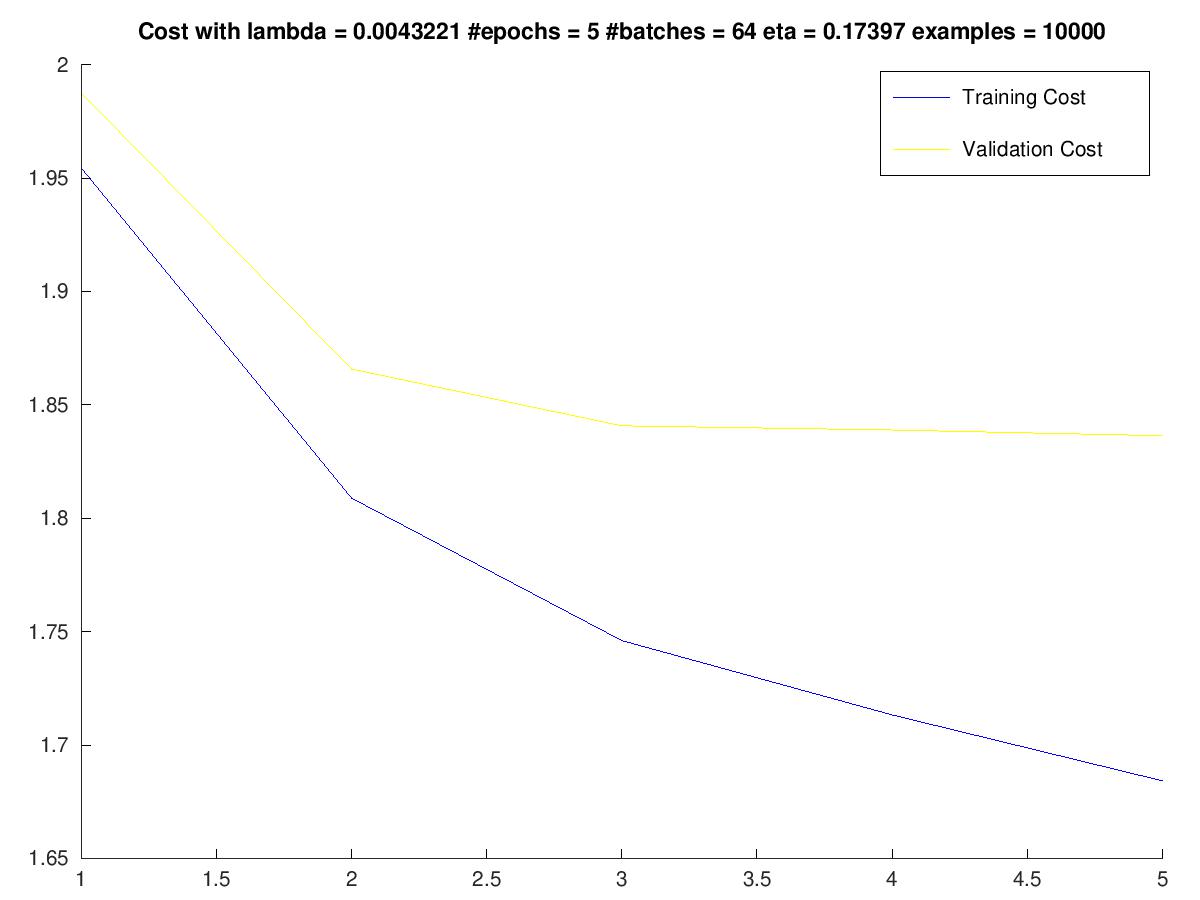 Cost with lambda = 0.0043221 #epochs = 5 #batches = 64 eta = 0.17397 examples = 10000
Training Cost
Validation Cost
2
1.95
1.9
1.85
1.8
1.75
1.7
1.65
1 1.5 2 2.5 3 3.5 4 4.5 5